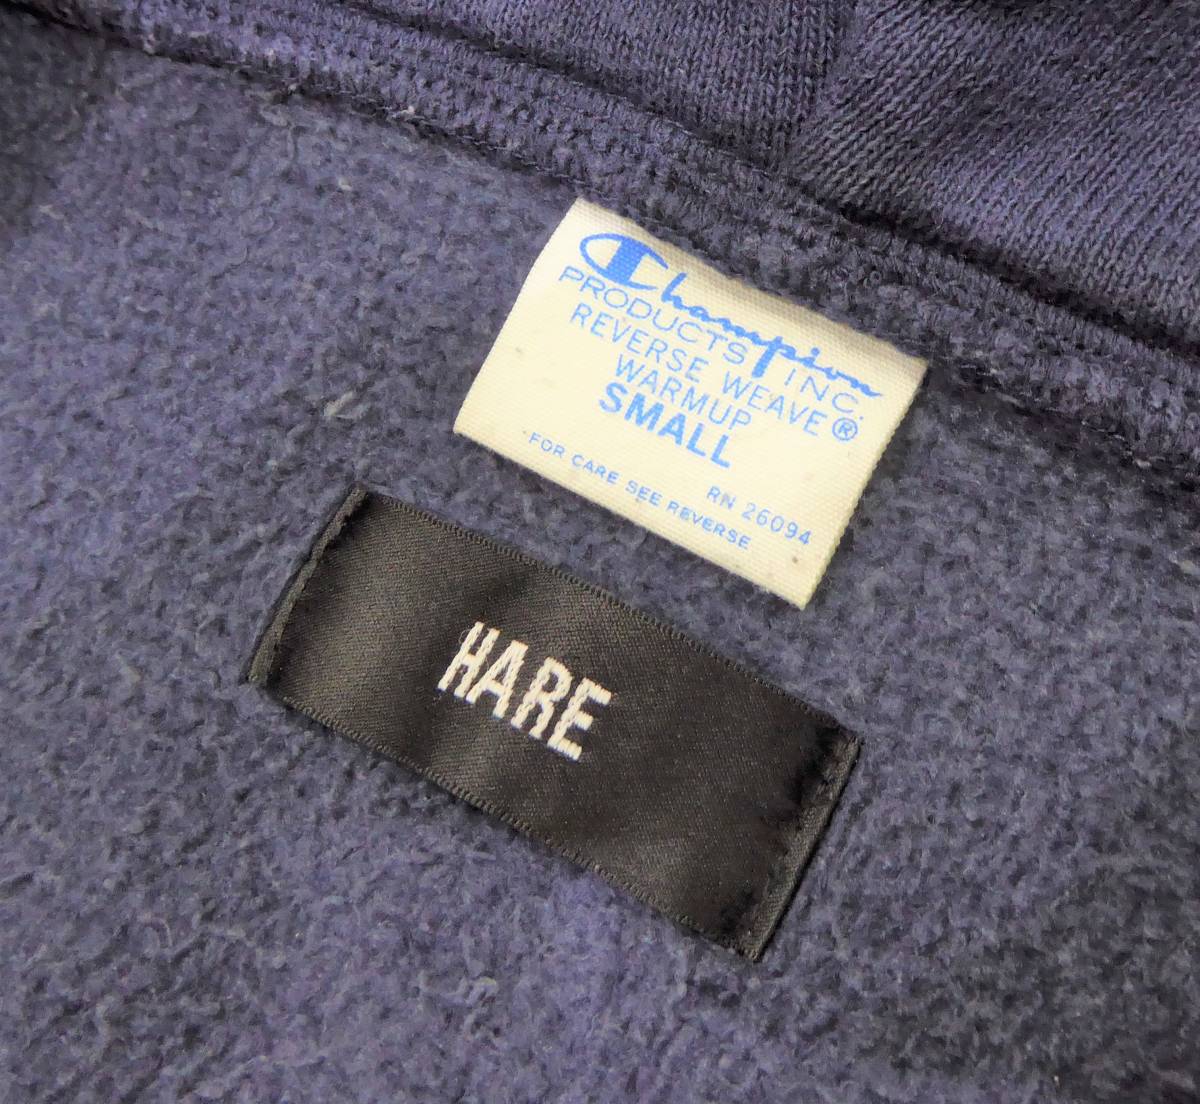 Champion
PRODUCTS INC.
REVERSE WEAVE®
WARMUP
SMALL
RN 26094
FOR CARE SEE REVERSE
HARE